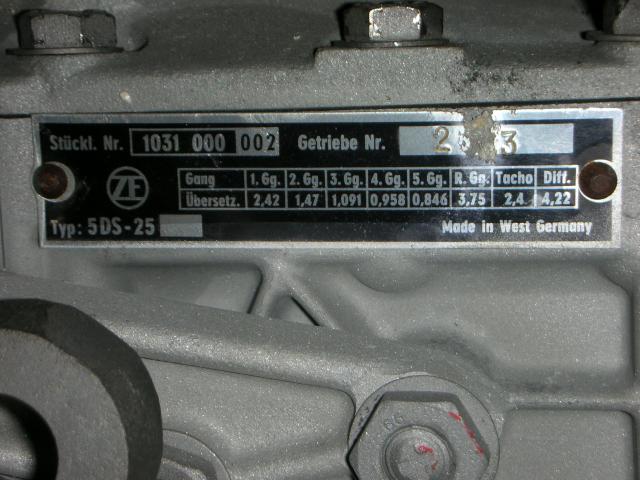 Stückl. Nr. 1031 000 002 Getriebe Nr.
ZF
Gang 1.Gg. 2.Gg. 3.Gg. 4.Gg. 5.Gg. R.Gg. Tacho Diff.
Übersetz. 2,42 1,47 1,091 0,958 0,846 3,75 2,4 4,22
Typ: 5DS-25 Made in West Germany